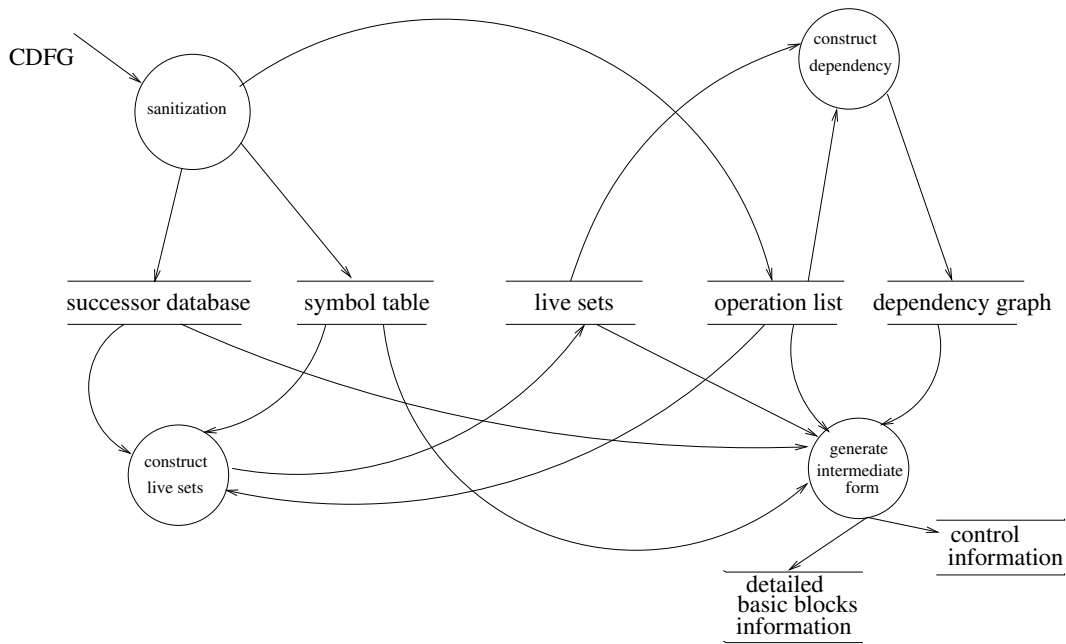 CDFG
sanitization
construct
dependency
successor database
symbol table
live sets
operation list
dependency graph
construct
live sets
generate
intermediate
form
control
information
detailed
basic blocks
information